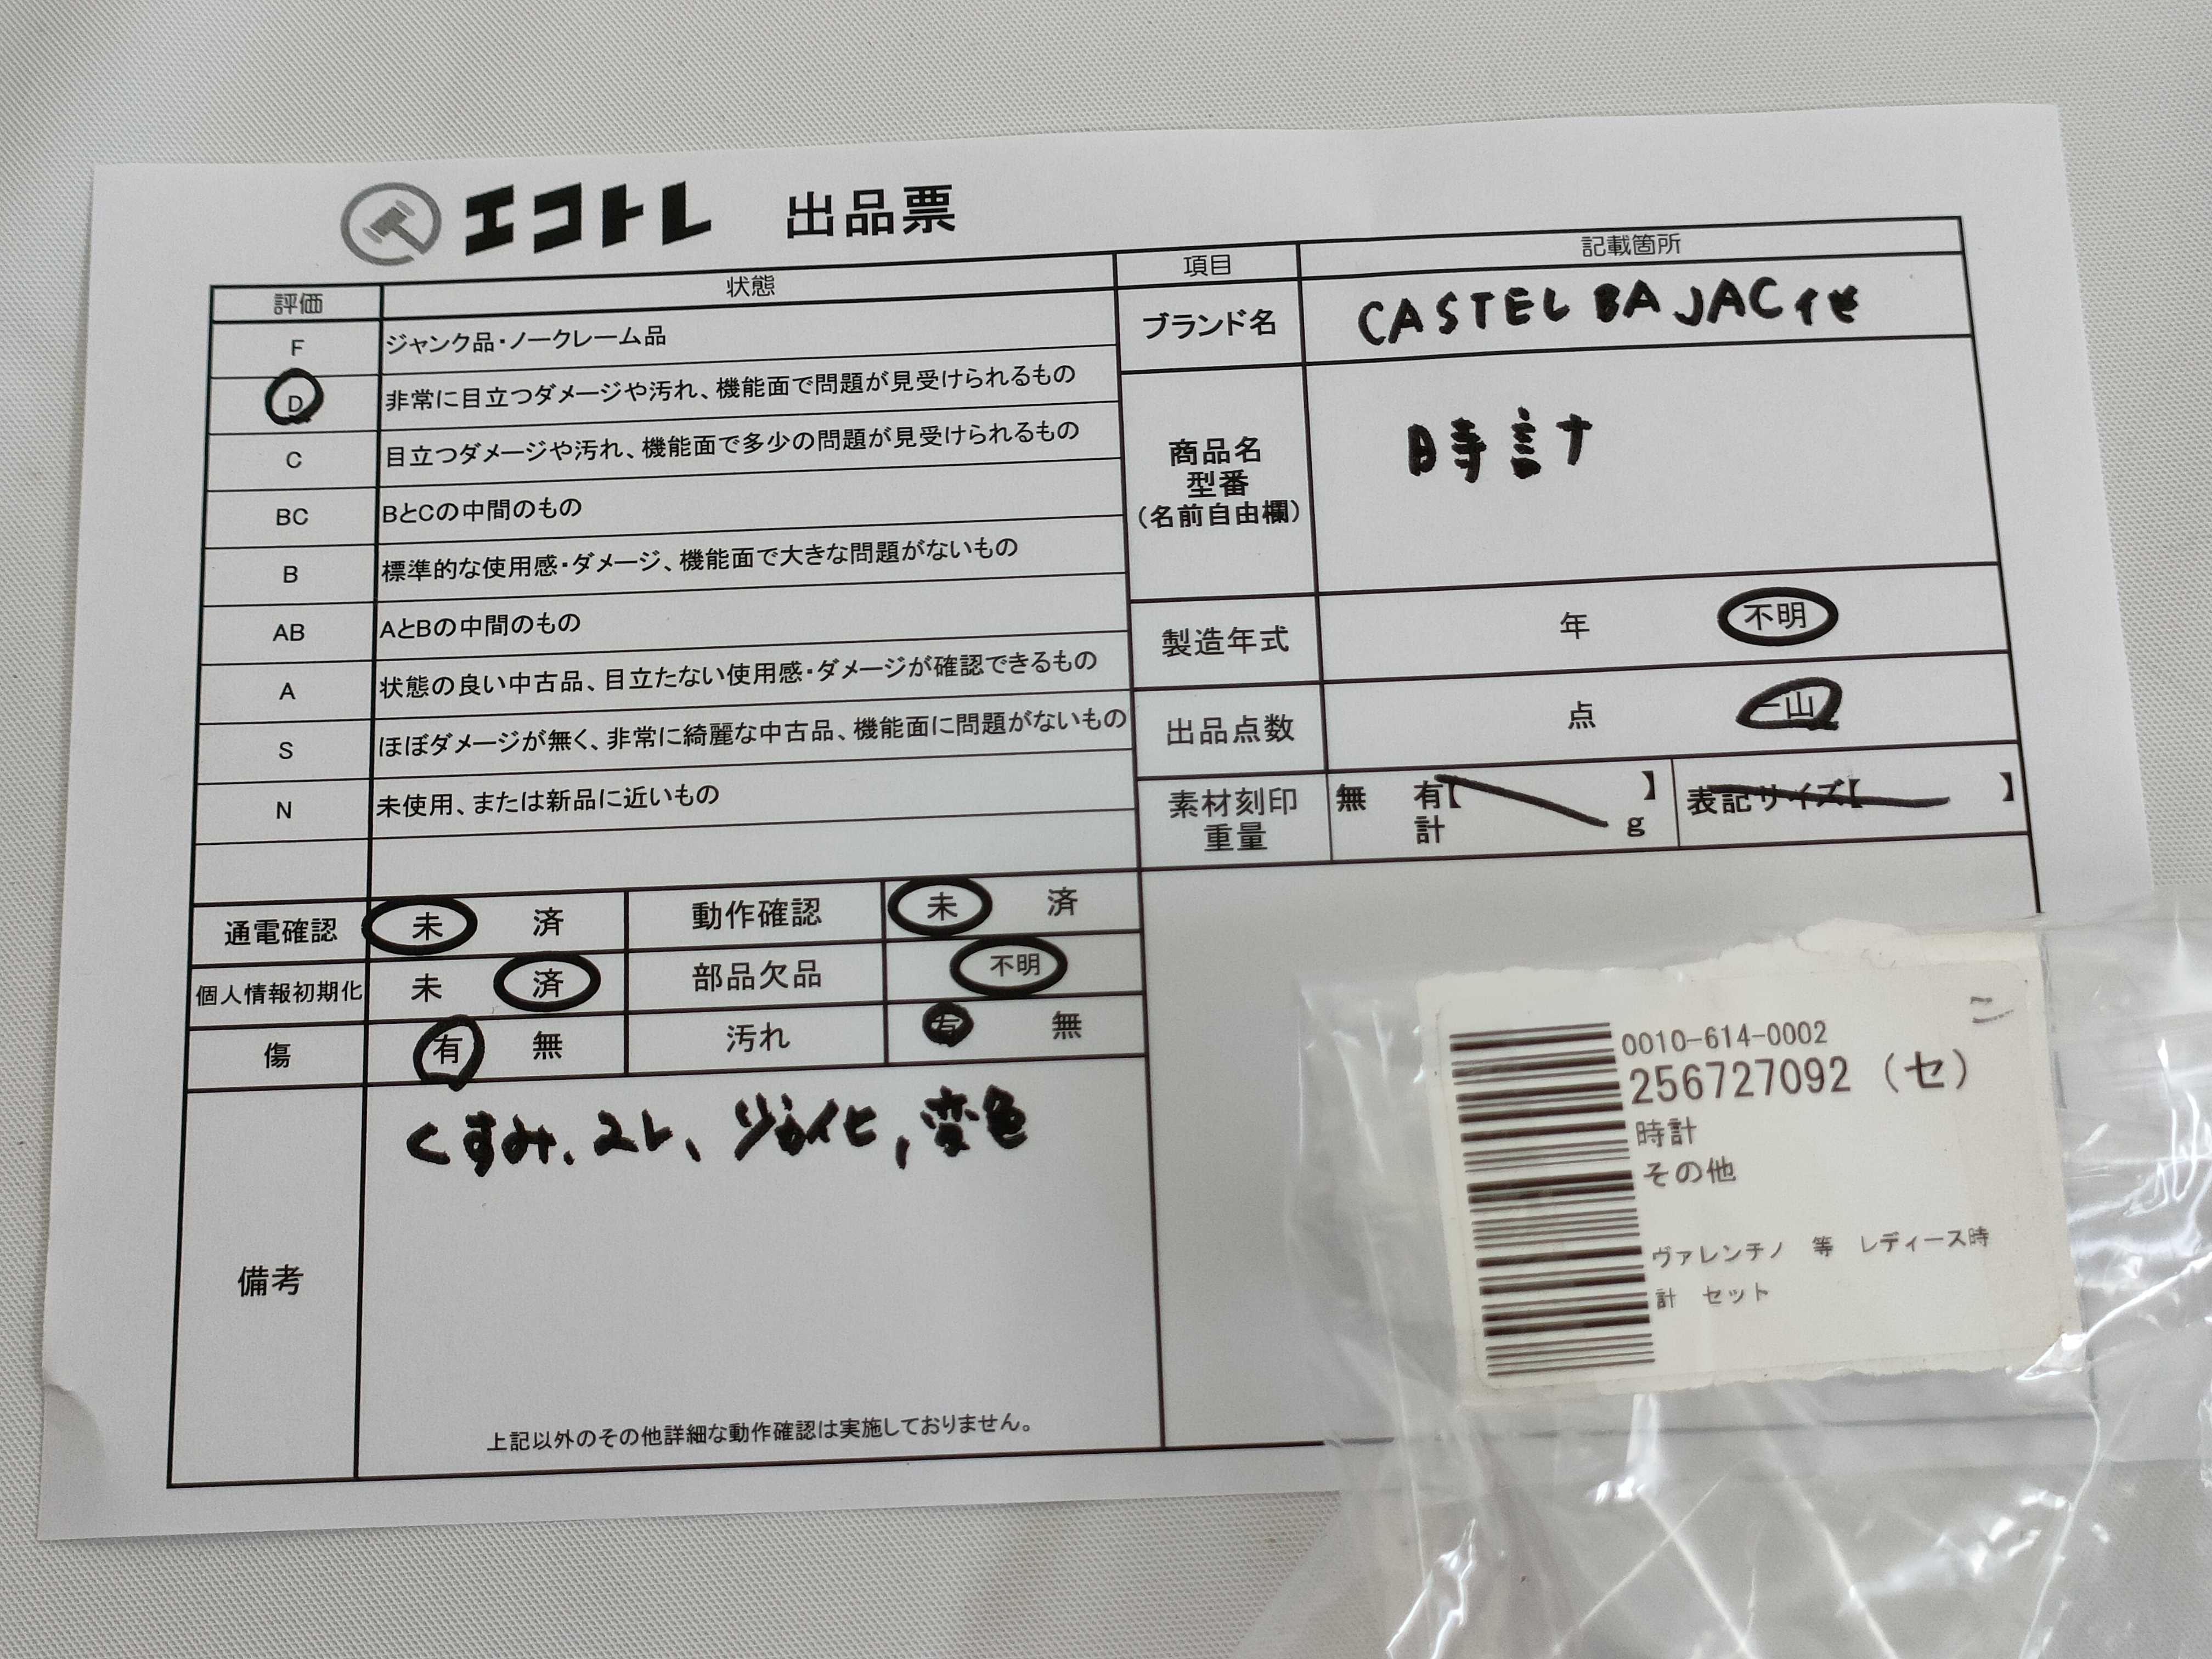 エコトレ 出品票
評価 状態
F ジャンク品・ノークレーム品
D 非常に目立つダメージや汚れ、機能面で問題が見受けられるもの
C 目立つダメージや汚れ、機能面で多少の問題が見受けられるもの
BC BとCの中間のもの
B 標準的な使用感・ダメージ、機能面で大きな問題がないもの
AB AとBの中間のもの
A 状態の良い中古品、目立たない使用感・ダメージが確認できるもの
S ほぼダメージが無く、非常に綺麗な中古品、機能面に問題がないもの
N 未使用、または新品に近いもの
項目 記載箇所
ブランド名 CASTEL BAJAC 他
商品名
型番
(名前自由欄)
時計
製造年式 年 不明
出品点数 点 一山
素材刻印 無 有【 】 表記サイズ【 】
重量 計 g
通電確認 未 済 動作確認 未 済
個人情報初期化 未 済 部品欠品 不明
傷 有 無 汚れ 有 無
備考
くすみ、スレ、劣化、変色
上記以外のその他詳細な動作確認は実施しておりません。
0010-614-0002
256727092 (セ)
時計
その他
ヴァレンチノ 等 レディース時
計 セット